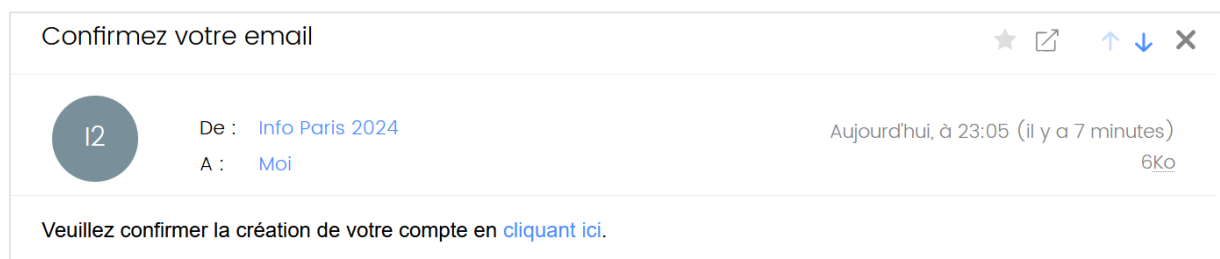 Confirmez votre email
I2
De : Info Paris 2024
Aujourd'hui, à 23:05 (il y a 7 minutes)
A : Moi
6Ko
Veuillez confirmer la création de votre compte en cliquant ici.